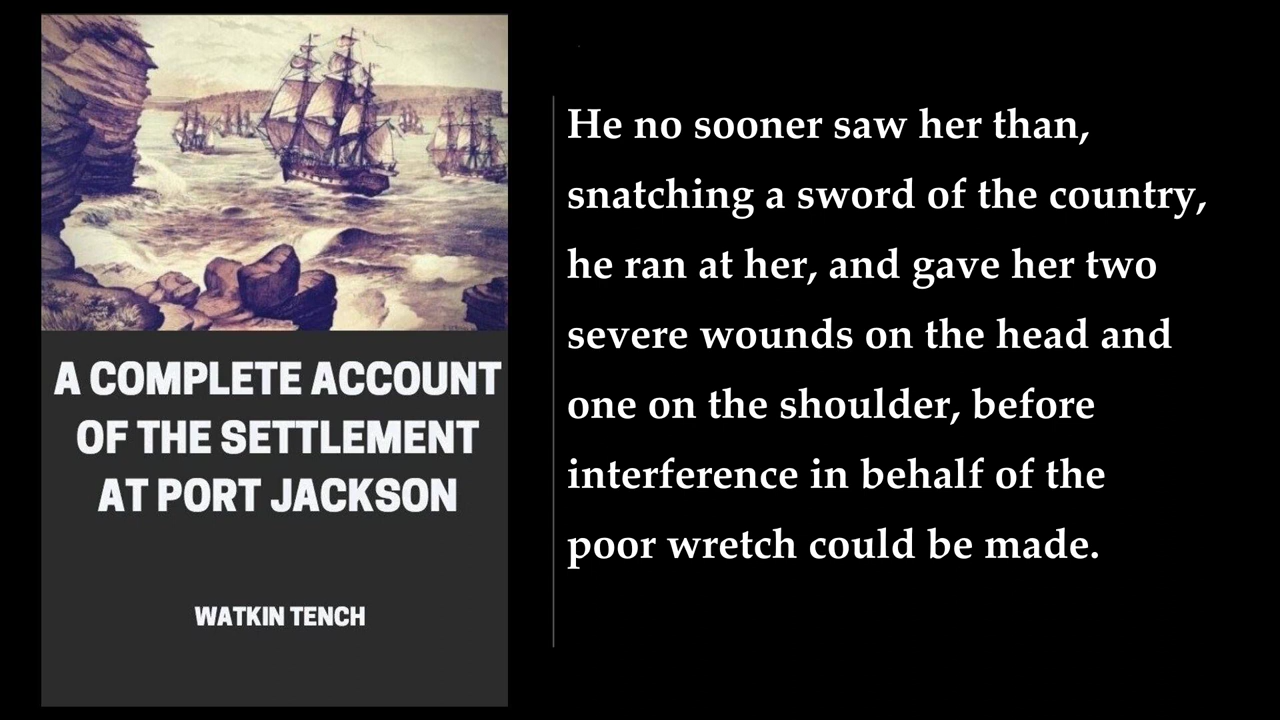 A COMPLETE ACCOUNT
OF THE SETTLEMENT
AT PORT JACKSON
WATKIN TENCH
He no sooner saw her than,
snatching a sword of the country,
he ran at her, and gave her two
severe wounds on the head and
one on the shoulder, before
interference in behalf of the
poor wretch could be made.